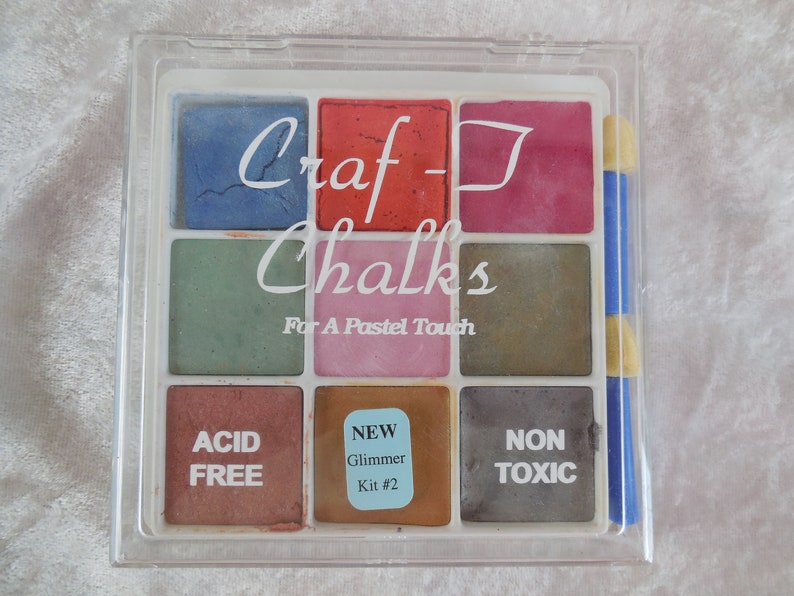 Craf-T
Chalks
For A Pastel Touch
ACID
FREE
NEW
Glimmer
Kit #2
NON
TOXIC